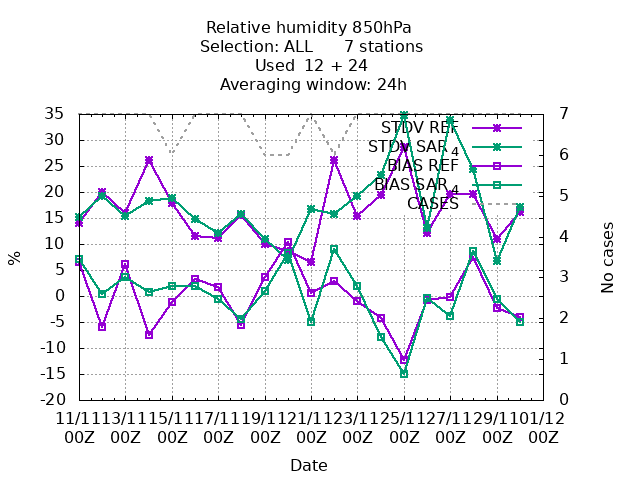 Relative humidity 850hPa
Selection: ALL 7 stations
Used 12 + 24
Averaging window: 24h
35 7
30 6
25 5
20 4
15 3
10 2
5 1
0 0
-5
-10
-15
-20
%
No cases
STDV REF
STDV SAR 4
BIAS REF
BIAS SAR 4
CASES
11/11 13/11 15/11 17/11 19/11 21/11 23/11 25/11 27/11 29/11 01/12
00Z 00Z 00Z 00Z 00Z 00Z 00Z 00Z 00Z 00Z 00Z
Date